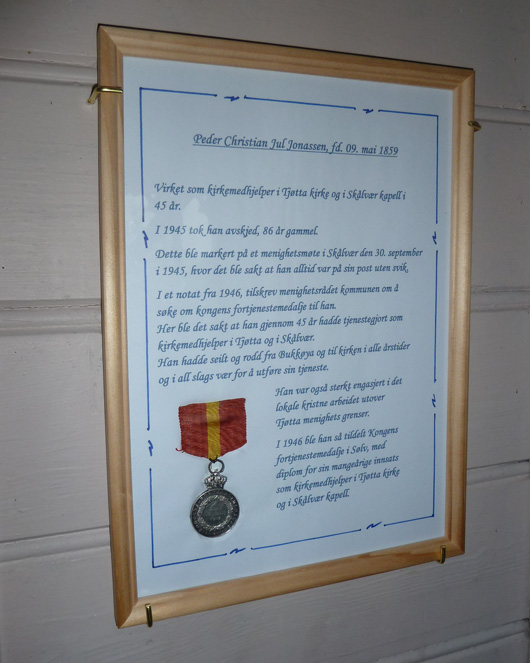 Peder Christian Jul Jonassen, fd. 09. mai 1859
Virket som kirkemedhjelper i Tjøtta kirke og i Skålvær kapell i
45 år.
I 1945 tok han avskjed, 86 år gammel.
Dette ble markert på et menighetsmøte i Skålvær den 30. september
i 1945, hvor det ble sakt at han alltid var på sin post uten svik.
I et notat fra 1946, tilskrev menighetsrådet kommunen om å
søke om kongens fortjenestemedalje til han.
Her ble det sakt at han gjennom 45 år hadde tjenestegjort som
kirkemedhjelper i Tjøtta og i Skålvær.
Han hadde seilt og rodd fra Bukkøya og til kirken i alle årstider
og i all slags vær for å utføre sin tjeneste.
Han var også sterkt engasjert i det
lokale kristne arbeidet utover
Tjøtta menighets grenser.
I 1946 ble han så tildelt Kongens
fortjenestemedalje i Sølv, med
diplom for sin mangeårige innsats
som kirkemedhjelper i Tjøtta kirke
og i Skålvær kapell.